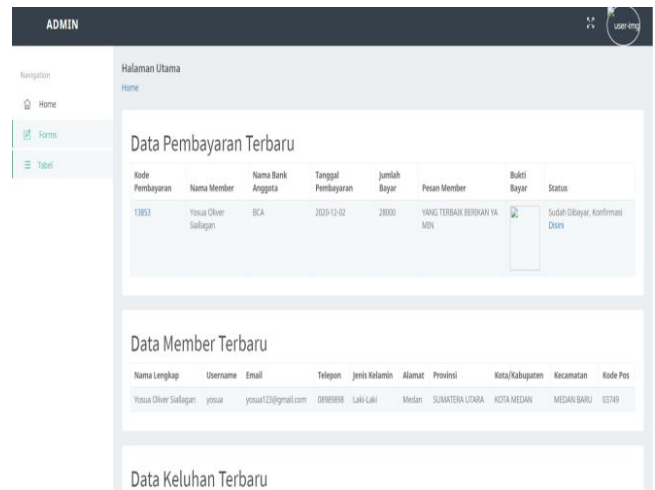 ADMIN
user-img
Navigation
Home
Forms
Tabel
Halaman Utama
Home
Data Pembayaran Terbaru
Kode Pembayaran Nama Member Nama Bank Anggota Tanggal Pembayaran Jumlah Bayar Pesan Member Bukti Bayar Status
13853 Yosua Oliver Siallagan BCA 2020-12-02 28000 YANG TERBAIK BERIKAN YA MIN Sudah Dibayar, Konfirmasi Disini
Data Member Terbaru
Nama Lengkap Username Email Telepon Jenis Kelamin Alamat Provinsi Kota/Kabupaten Kecamatan Kode Pos
Yosua Oliver Siallagan yosua yosua123@gmail.com 08989898 Laki-Laki Medan SUMATERA UTARA KOTA MEDAN MEDAN BARU 03749
Data Keluhan Terbaru